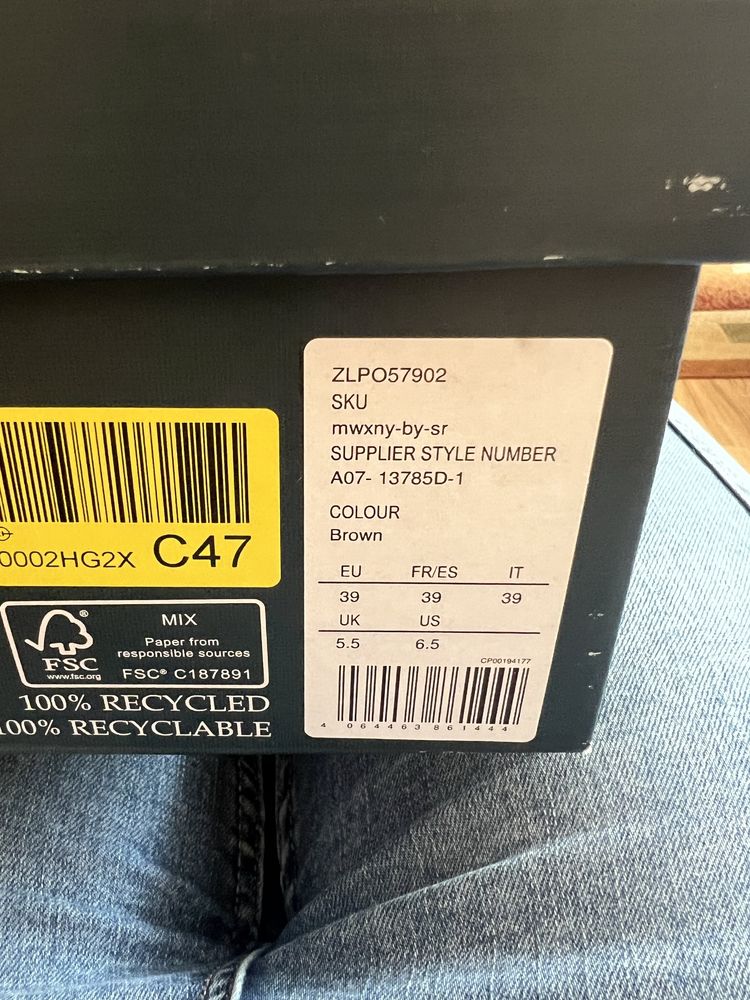 ZLPO57902
SKU
mwxny-by-sr
SUPPLIER STYLE NUMBER
A07- 13785D-1
COLOUR
Brown
EU FR/ES IT
39 39 39
UK US
5.5 6.5
CP00194177
4 064463 861444
0002HG2X C47
FSC®
www.fsc.org
MIX
Paper from
responsible sources
FSC® C187891
100% RECYCLED
100% RECYCLABLE